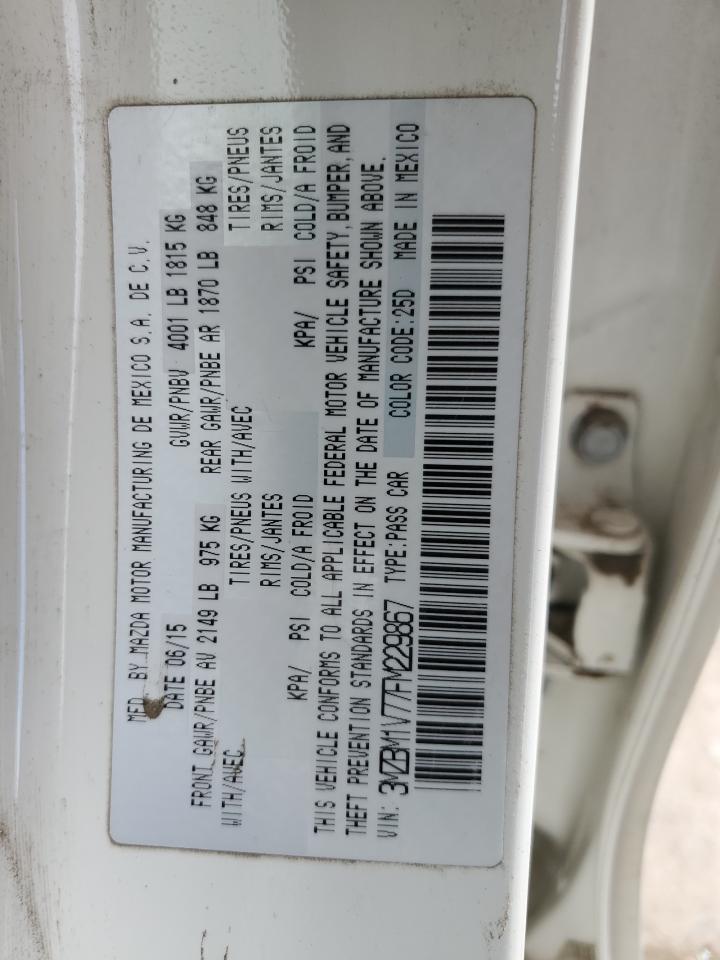 MFD BY MAZDA MOTOR MANUFACTURING DE MEXICO S.A. DE C.V.
DATE 06/15 GVWR/PNBV 4001 LB 1815 KG
FRONT GAWR/PNBE AV 2149 LB 975 KG REAR GAWR/PNBE AR 1870 LB 848 KG
WITH/AVEC TIRES/PNEUS WITH/AVEC TIRES/PNEUS
RIMS/JANTES RIMS/JANTES
KPA/ PSI COLD/A FROID KPA/ PSI COLD/A FROID
THIS VEHICLE CONFORMS TO ALL APPLICABLE FEDERAL MOTOR VEHICLE SAFETY, BUMPER, AND
THEFT PREVENTION STANDARDS IN EFFECT ON THE DATE OF MANUFACTURE SHOWN ABOVE.
VIN: 3MZBM1V77FM229867 TYPE:PASS CAR COLOR CODE:25D MADE IN MEXICO